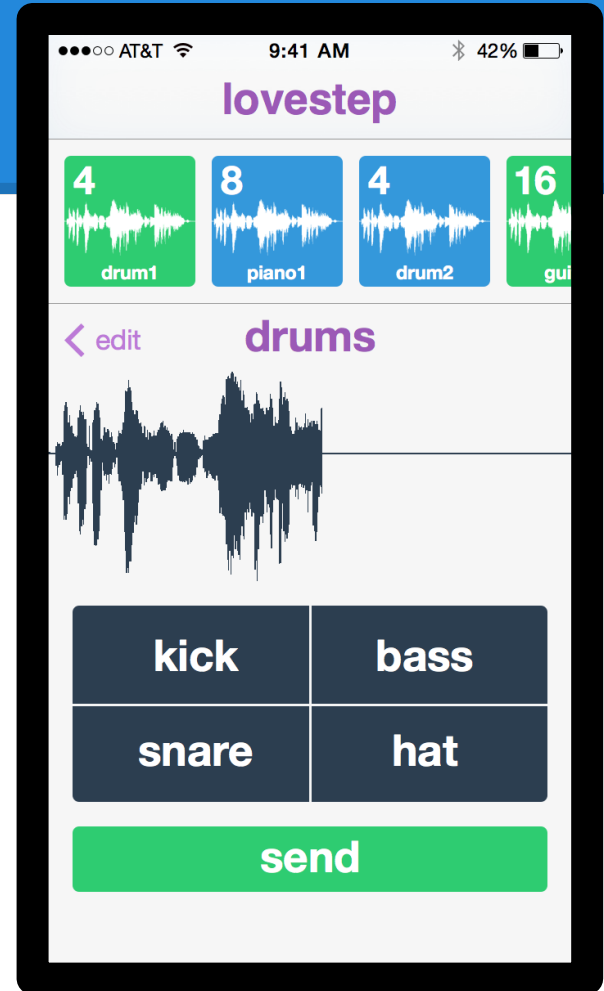 AT&T 9:41 AM 42%
lovestep
4 8 4 16
drum1 piano1 drum2 gui
edit drums
kick bass
snare hat
send